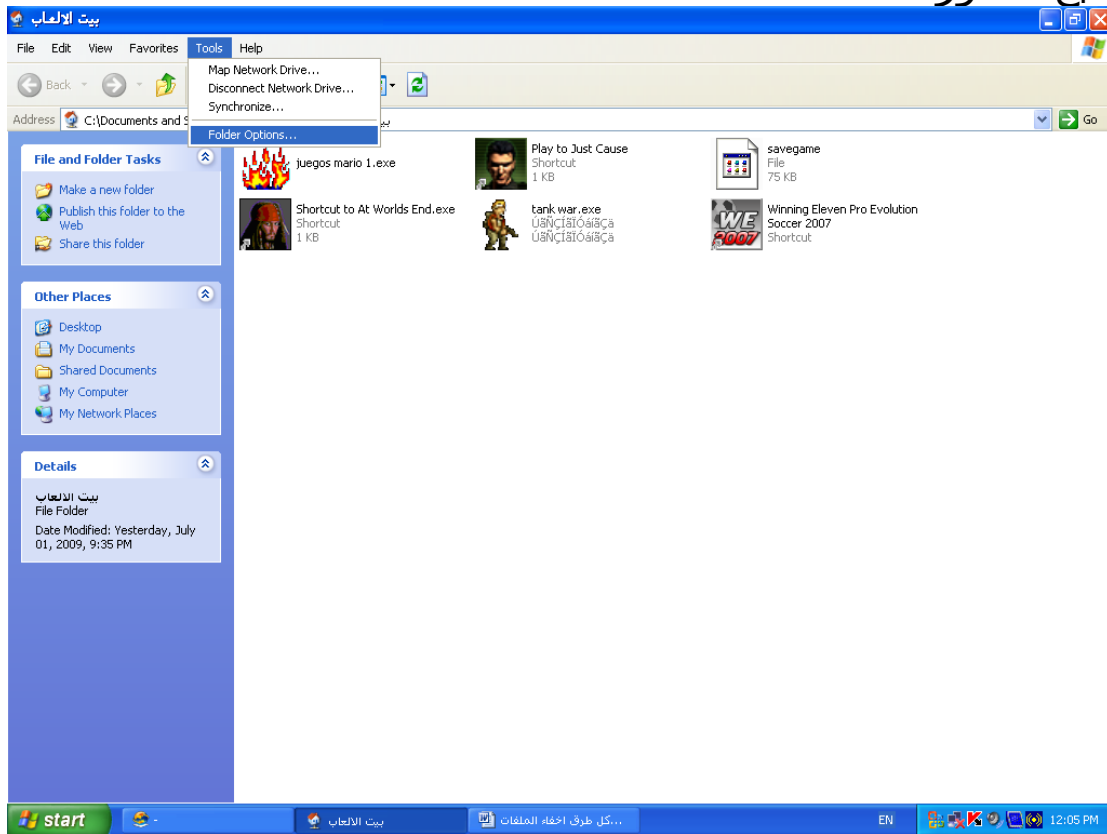 بيت الالعاب
File Edit View Favorites Tools Help
Back
Map Network Drive...
Disconnect Network Drive...
Synchronize...
Folder Options...
Address C:\Documents and S
Go
File and Folder Tasks
Make a new folder
Publish this folder to the
Web
Share this folder
Other Places
Desktop
My Documents
Shared Documents
My Computer
My Network Places
Details
بيت الالعاب
File Folder
Date Modified: Yesterday, July
01, 2009, 9:35 PM
juegos mario 1.exe
Play to Just Cause
Shortcut
1 KB
savegame
File
75 KB
Shortcut to At Worlds End.exe
Shortcut
1 KB
tank war.exe
ÚãÑÇÍãÏÓáíãÇä
ÚãÑÇÍãÏÓáíãÇä
Winning Eleven Pro Evolution
Soccer 2007
Shortcut
WE
2007
start
-
بيت الالعاب
كل طرق اخفاء الملفات...
EN
12:05 PM